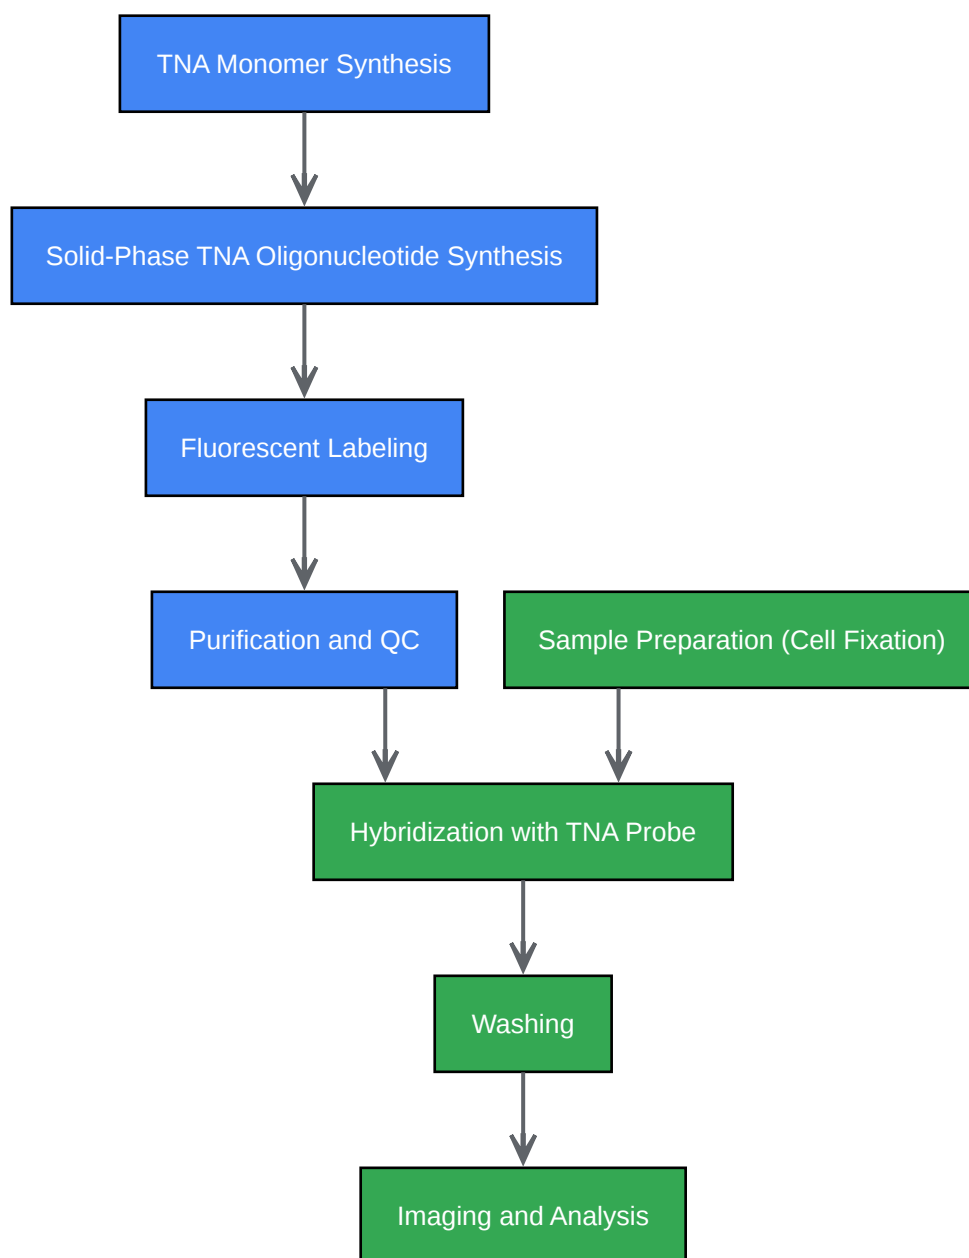 TNA Monomer Synthesis
Solid-Phase TNA Oligonucleotide Synthesis
Fluorescent Labeling
Purification and QC
Sample Preparation (Cell Fixation)
Hybridization with TNA Probe
Washing
Imaging and Analysis